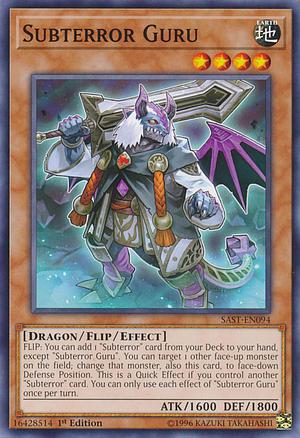 SUBTERROR GURU
EARTH
地
SAST-EN094
[DRAGON/FLIP/EFFECT]
FLIP: You can add 1 "Subterror" card from your Deck to your hand,
except "Subterror Guru". You can target 1 other face-up monster
on the field; change that monster, also this card, to face-down
Defense Position. This is a Quick Effect if you control another
"Subterror" card. You can only use each effect of "Subterror Guru"
once per turn.
ATK/1600 DEF/1800
16428514 1st Edition ©1996 KAZUKI TAKAHASHI